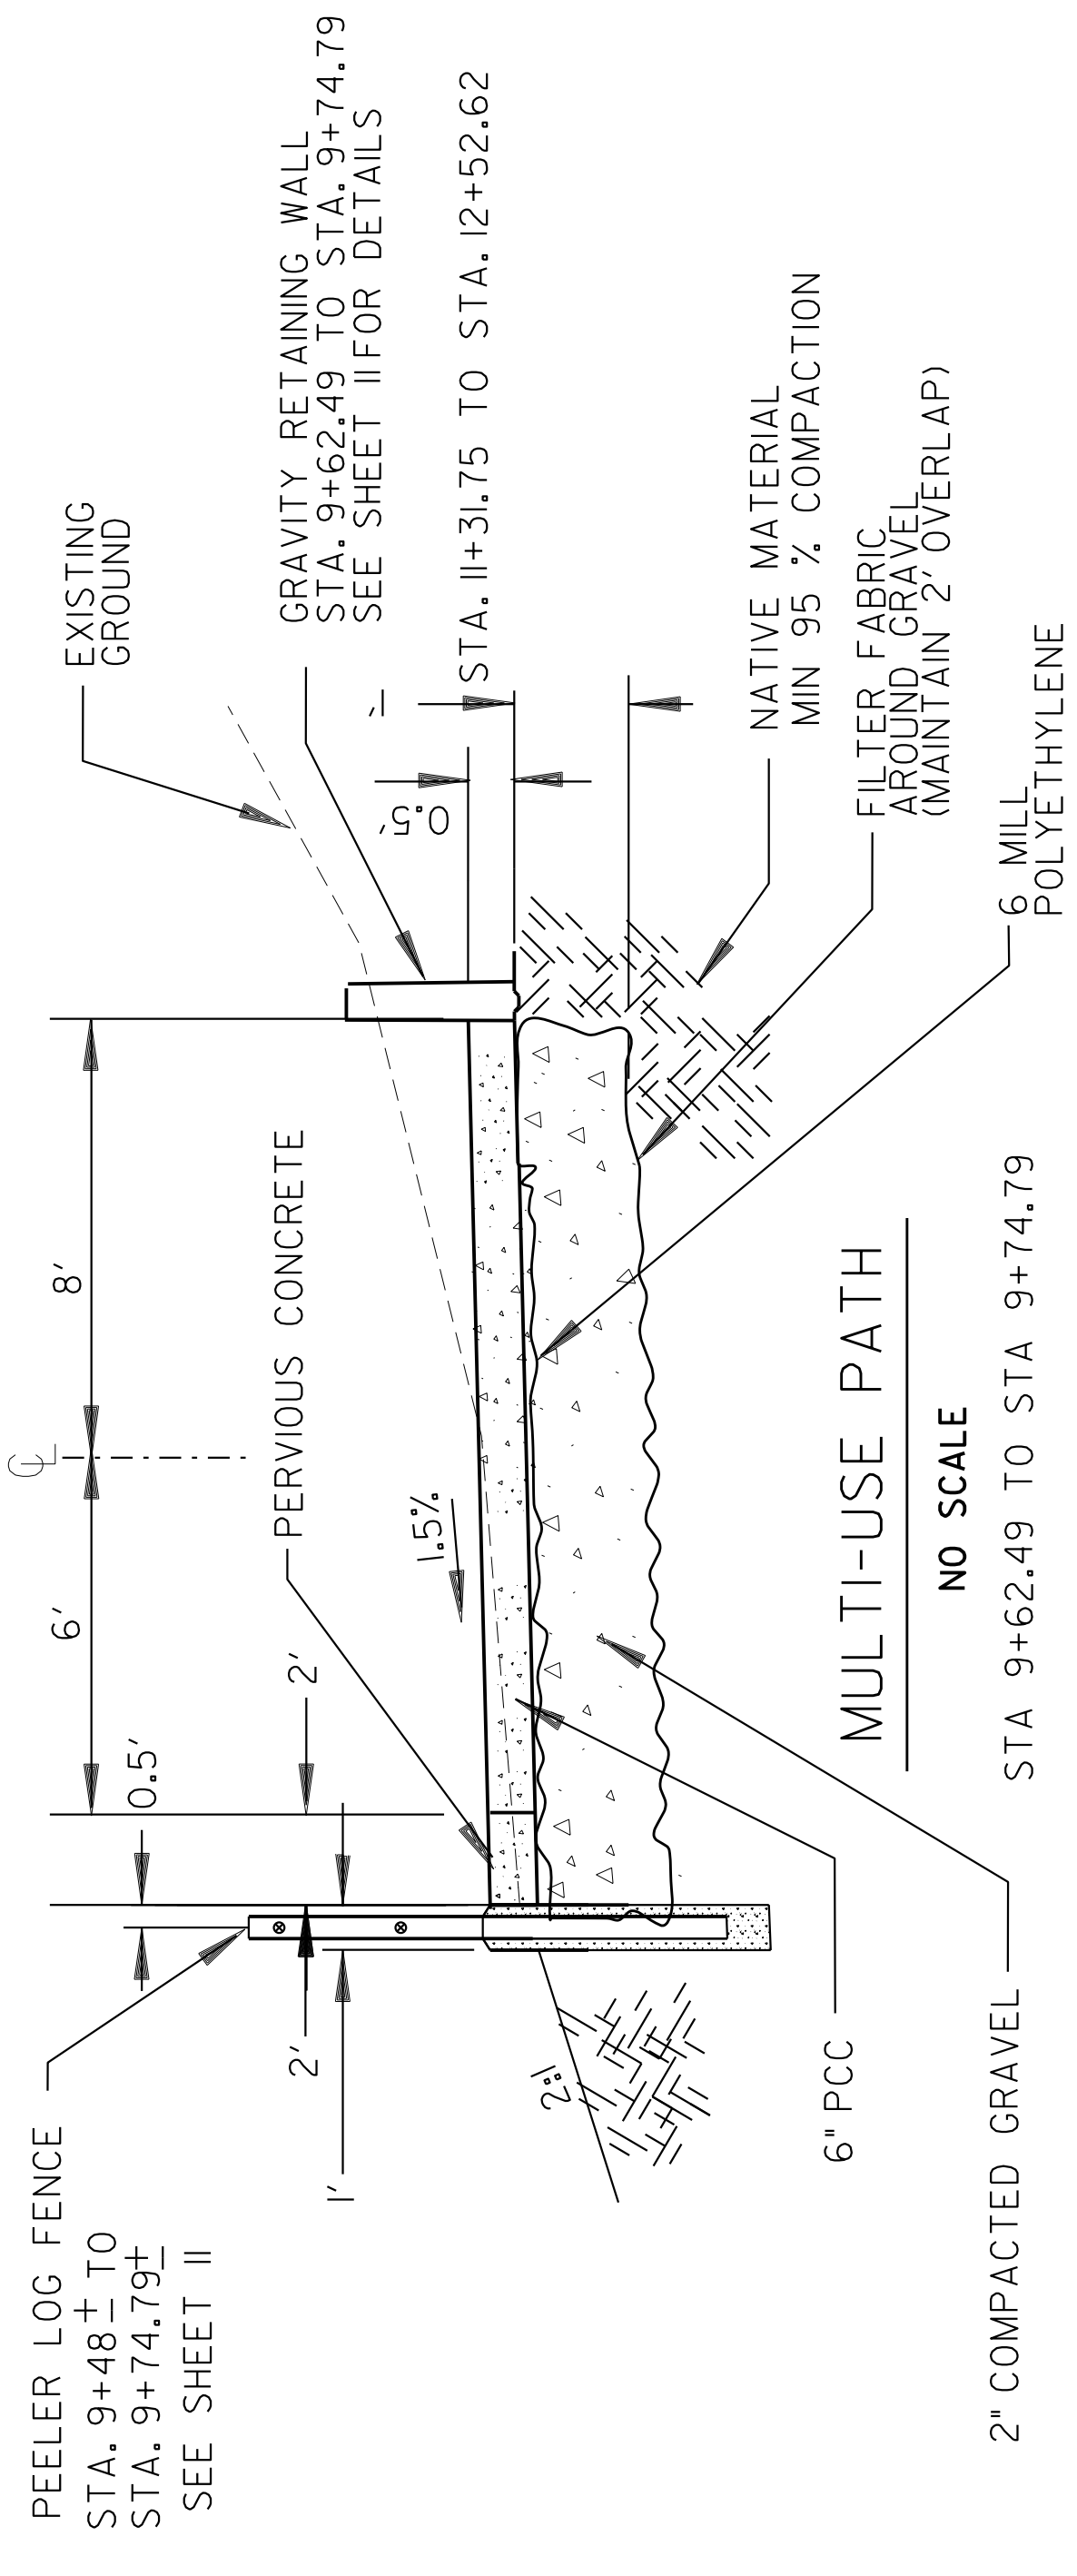 PEELER LOG FENCE
STA. 9+48± TO
STA. 9+74.79±
SEE SHEET 11
0.5'
6'
℄
8'
EXISTING
GROUND
2'
2'
1'
PERVIOUS CONCRETE
1.5%
GRAVITY RETAINING WALL
STA. 9+62.49 TO STA. 9+74.79
SEE SHEET 11 FOR DETAILS
STA. 11+31.75 TO STA. 12+52.62
1'
0.5'
2:1
NATIVE MATERIAL
MIN 95 % COMPACTION
FILTER FABRIC
AROUND GRAVEL
(MAINTAIN 2' OVERLAP)
6 MILL
POLYETHYLENE
6" PCC
2" COMPACTED GRAVEL
MULTI-USE PATH
NO SCALE
STA 9+62.49 TO STA 9+74.79